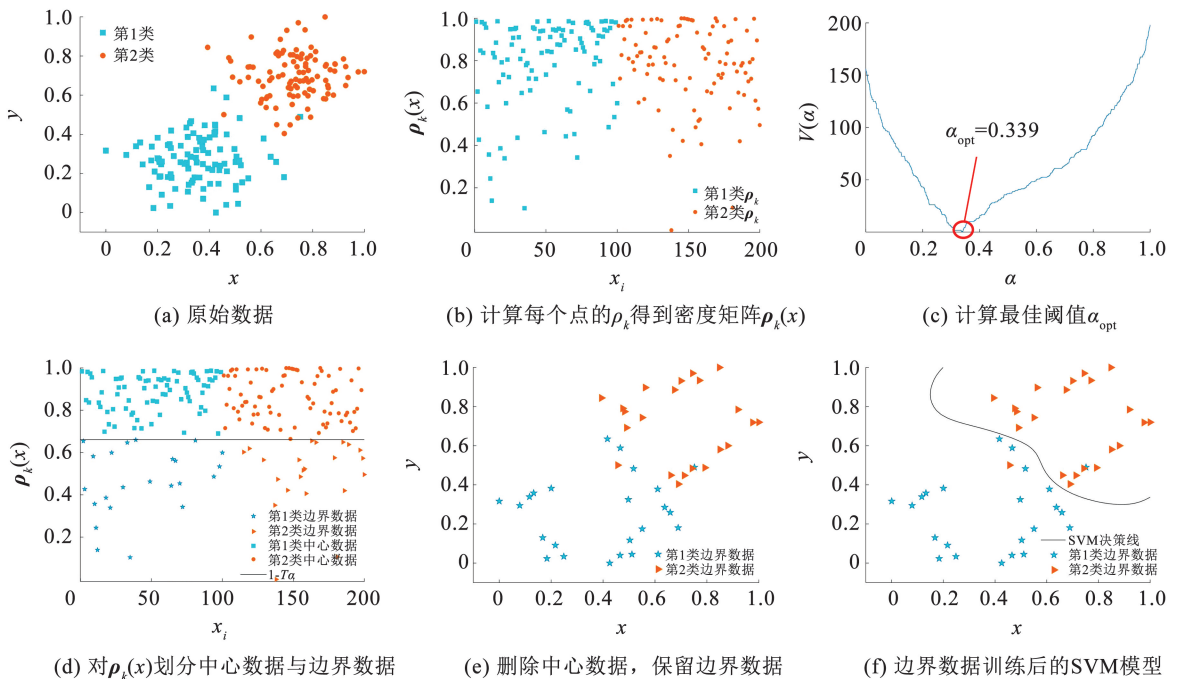 1.0
0.8
0.6
0.4
0.2
0
y
第1类
第2类
0 0.2 0.4 0.6 0.8 1.0
x
(a) 原始数据
1.0
0.8
0.6
0.4
0.2
ρk(x)
第1类ρk
第2类ρk
0 50 100 150 200
xi
(b) 计算每个点的ρk得到密度矩阵ρk(x)
200
150
100
50
V(α)
αopt=0.339
0 0.2 0.4 0.6 0.8 1.0
α
(c) 计算最佳阈值αopt
1.0
0.8
0.6
0.4
0.2
0
ρk(x)
第1类边界数据
第2类边界数据
第1类中心数据
第2类中心数据
1-Tα
0 50 100 150 200
xi
(d) 对ρk(x)划分中心数据与边界数据
1.0
0.8
0.6
0.4
0.2
0
y
第1类边界数据
第2类边界数据
0 0.2 0.4 0.6 0.8 1.0
x
(e) 删除中心数据，保留边界数据
1.0
0.8
0.6
0.4
0.2
0
y
SVM决策线
第1类边界数据
第2类边界数据
0 0.2 0.4 0.6 0.8 1.0
x
(f) 边界数据训练后的SVM模型